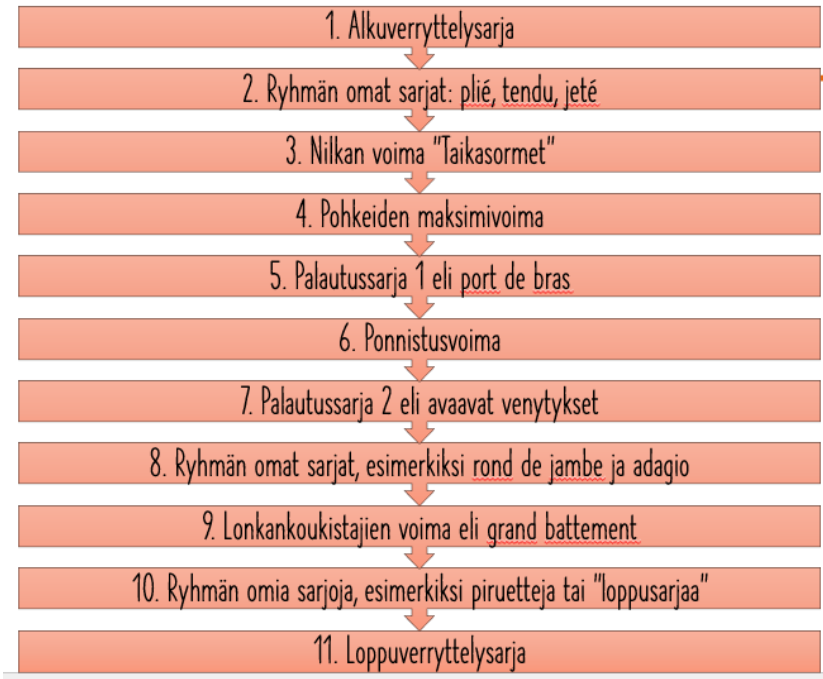 1. Alkuverryttelysarja
2. Ryhmän omat sarjat: plié, tendu, jeté
3. Nilkan voima "Taikasormet"
4. Pohkeiden maksimivoima
5. Palautussarja 1 eli port de bras
6. Ponnistusvoima
7. Palautussarja 2 eli avaavat venytykset
8. Ryhmän omat sarjat, esimerkiksi rond de jambe ja adagio
9. Lonkankoukistajien voima eli grand battement
10. Ryhmän omia sarjoja, esimerkiksi piruetteja tai "loppusarjaa"
11. Loppuverryttelysarja